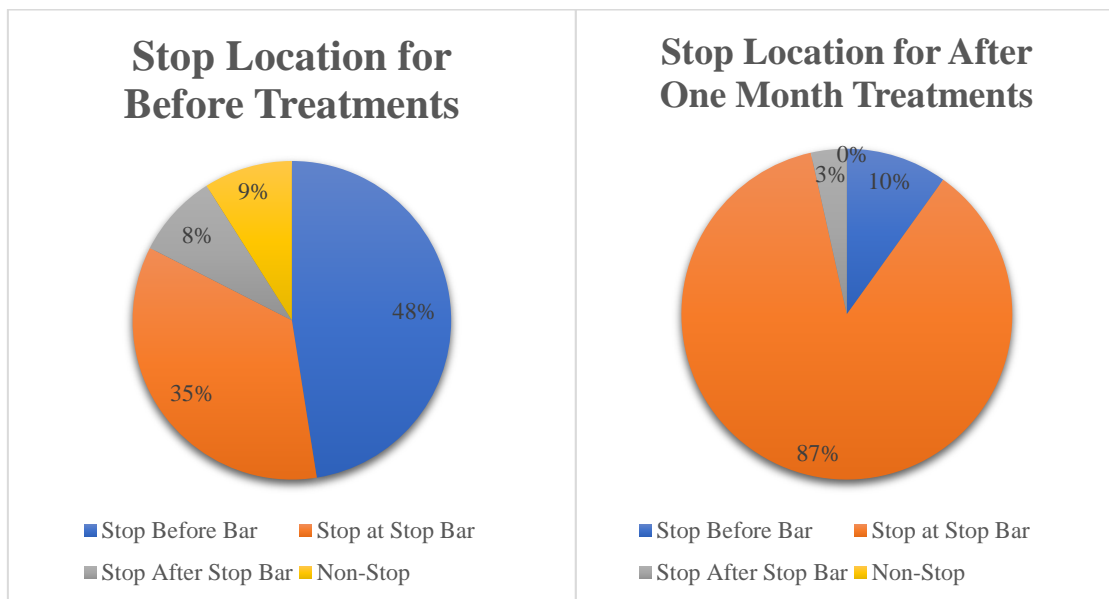 Stop Location for
Before Treatments
9%
8%
48%
35%
Stop Before Bar
Stop at Stop Bar
Stop After Stop Bar
Non-Stop
Stop Location for After
One Month Treatments
0%
3%
10%
87%
Stop Before Bar
Stop at Stop Bar
Stop After Stop Bar
Non-Stop